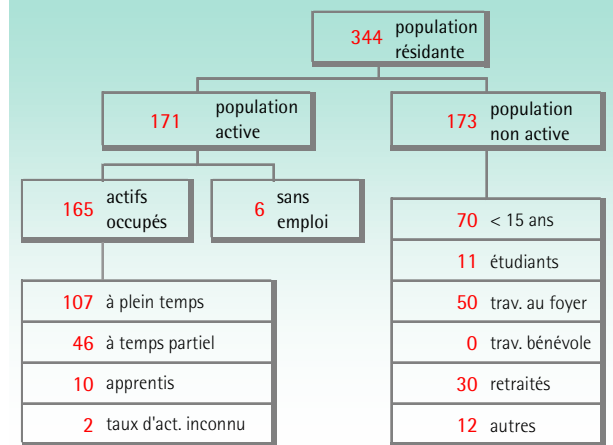 344 population
résidante
171 population
active
173 population
non active
165 actifs
occupés
6 sans
emploi
107 à plein temps
46 à temps partiel
10 apprentis
2 taux d'act. inconnu
70 < 15 ans
11 étudiants
50 trav. au foyer
0 trav. bénévole
30 retraités
12 autres